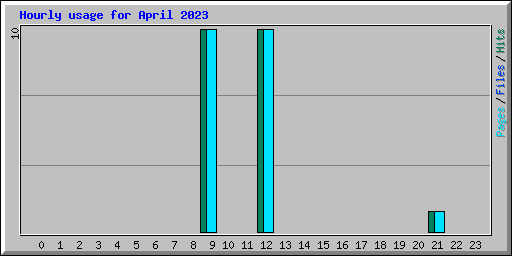 Hourly usage for April 2023
10
Pages/Files/Hits
0 1 2 3 4 5 6 7 8 9 10 11 12 13 14 15 16 17 18 19 20 21 22 23